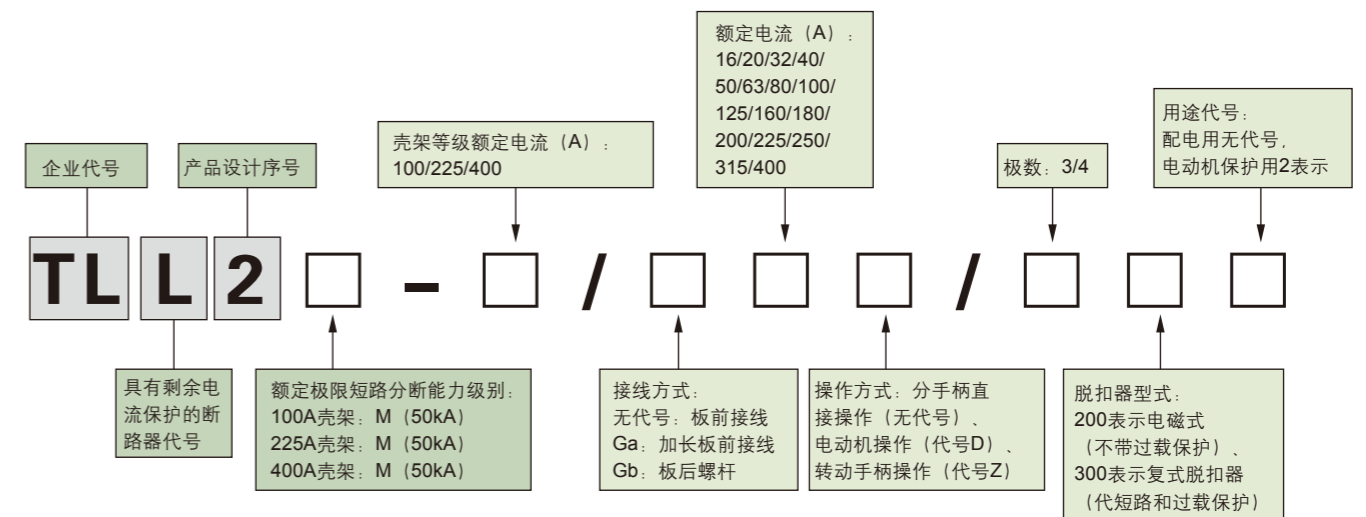 额定电流（A）：
16/20/32/40/
50/63/80/100/
125/160/180/
200/225/250/
315/400
用途代号：
配电用无代号，
电动机保护用2表示
壳架等级额定电流（A）：
100/225/400
企业代号
产品设计序号
极数：3/4
TL L 2 □ - □ / □ □ □ / □ □ □
具有剩余电
流保护的断
路器代号
额定极限短路分断能力级别：
100A壳架：M（50kA）
225A壳架：M（50kA）
400A壳架：M（50kA）
接线方式：
无代号：板前接线
Ga：加长板前接线
Gb：板后螺杆
操作方式：分手柄直
接操作（无代号）、
电动机操作（代号D）、
转动手柄操作（代号Z）
脱扣器型式：
200表示电磁式
（不带过载保护）、
300表示复式脱扣器
（代短路和过载保护）